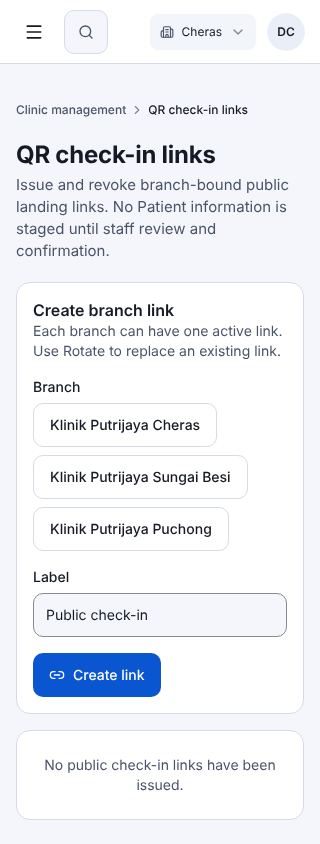 Cheras
DC
Clinic management > QR check-in links
QR check-in links
Issue and revoke branch-bound public
landing links. No Patient information is
staged until staff review and
confirmation.
Create branch link
Each branch can have one active link.
Use Rotate to replace an existing link.
Branch
Klinik Putrijaya Cheras
Klinik Putrijaya Sungai Besi
Klinik Putrijaya Puchong
Label
Public check-in
Create link
No public check-in links have been
issued.